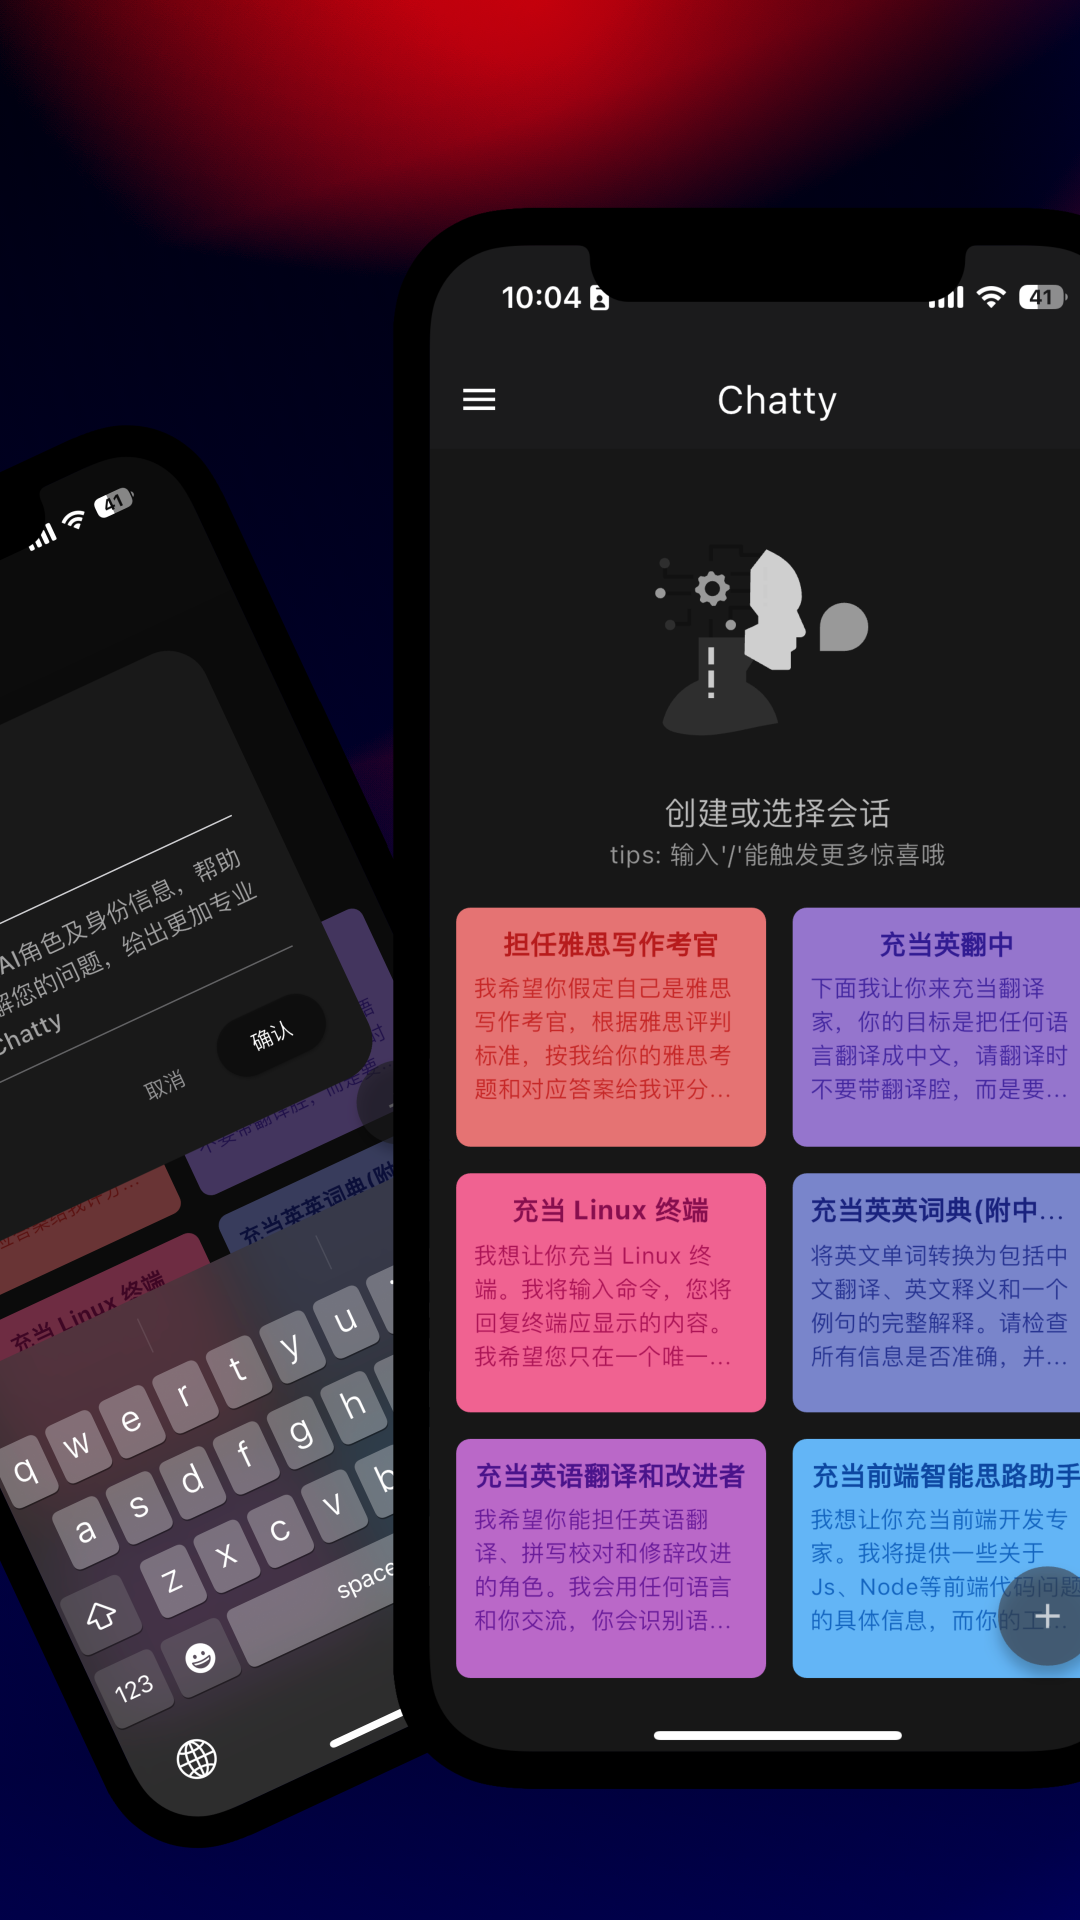 10:04
41
Chatty
创建或选择会话
tips: 输入'/'能触发更多惊喜哦
担任雅思写作考官
我希望你假定自己是雅思
写作考官，根据雅思评判
标准，按我给你的雅思考
题和对应答案给我评分...
充当英翻中
下面我让你来充当翻译
家，你的目标是把任何语
言翻译成中文，请翻译时
不要带翻译腔，而是要...
充当 Linux 终端
我想让你充当 Linux 终
端。我将输入命令，您将
回复终端应显示的内容。
我希望您只在一个唯一...
充当英英词典(附中...
将英文单词转换为包括中
文翻译、英文释义和一个
例句的完整解释。请检查
所有信息是否准确，并...
充当英语翻译和改进者
我希望你能担任英语翻
译、拼写校对和修辞改进
的角色。我会用任何语言
和你交流，你会识别语...
充当前端智能思路助手
我想让你充当前端开发专
家。我将提供一些关于
Js、Node等前端代码问题
的具体信息，而你的工...
41
AI角色及身份信息，帮助
解您的问题，给出更加专业
Chatty
取消
确认
不要带翻译腔，而是要...
应答案给我评分...
充当英英词典(附
充当 Linux 终端
q w e r t y u
a s d f g h
z x c v b
space
123